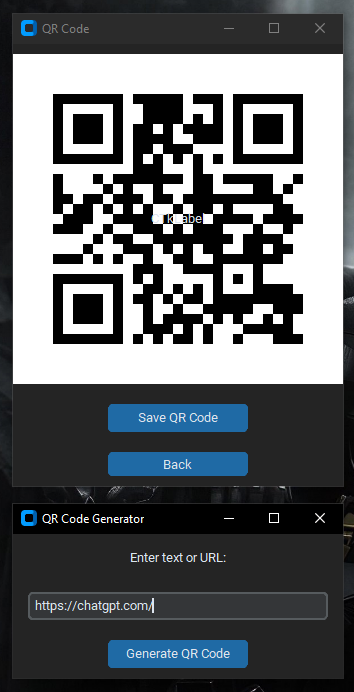 QR Code
CTkLabel
Save QR Code
Back
QR Code Generator
Enter text or URL:
https://chatgpt.com/
Generate QR Code